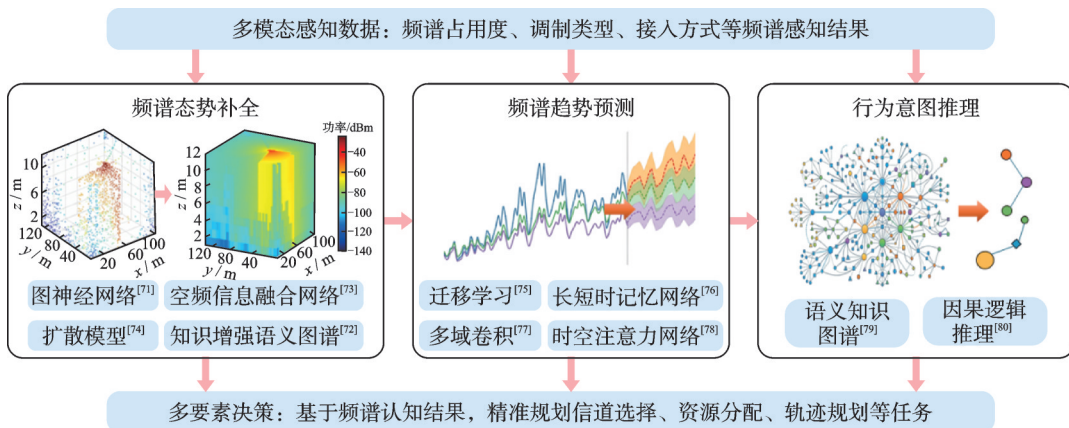 多模态感知数据：频谱占用度、调制类型、接入方式等频谱感知结果
频谱态势补全
功率/dBm
10
6
2
z/m
120
80
40
y/m
20
60
100
x/m
12
10
8
6
4
2
z/m
120
80
40
y/m
20
60
100
x/m
-40
-60
-80
-100
-120
-140
图神经网络[71]
空频信息融合网络[73]
扩散模型[74]
知识增强语义图谱[72]
频谱趋势预测
迁移学习[75]
长短时记忆网络[76]
多域卷积[77]
时空注意力网络[78]
行为意图推理
语义知识
图谱[79]
因果逻辑
推理[80]
多要素决策：基于频谱认知结果，精准规划信道选择、资源分配、轨迹规划等任务